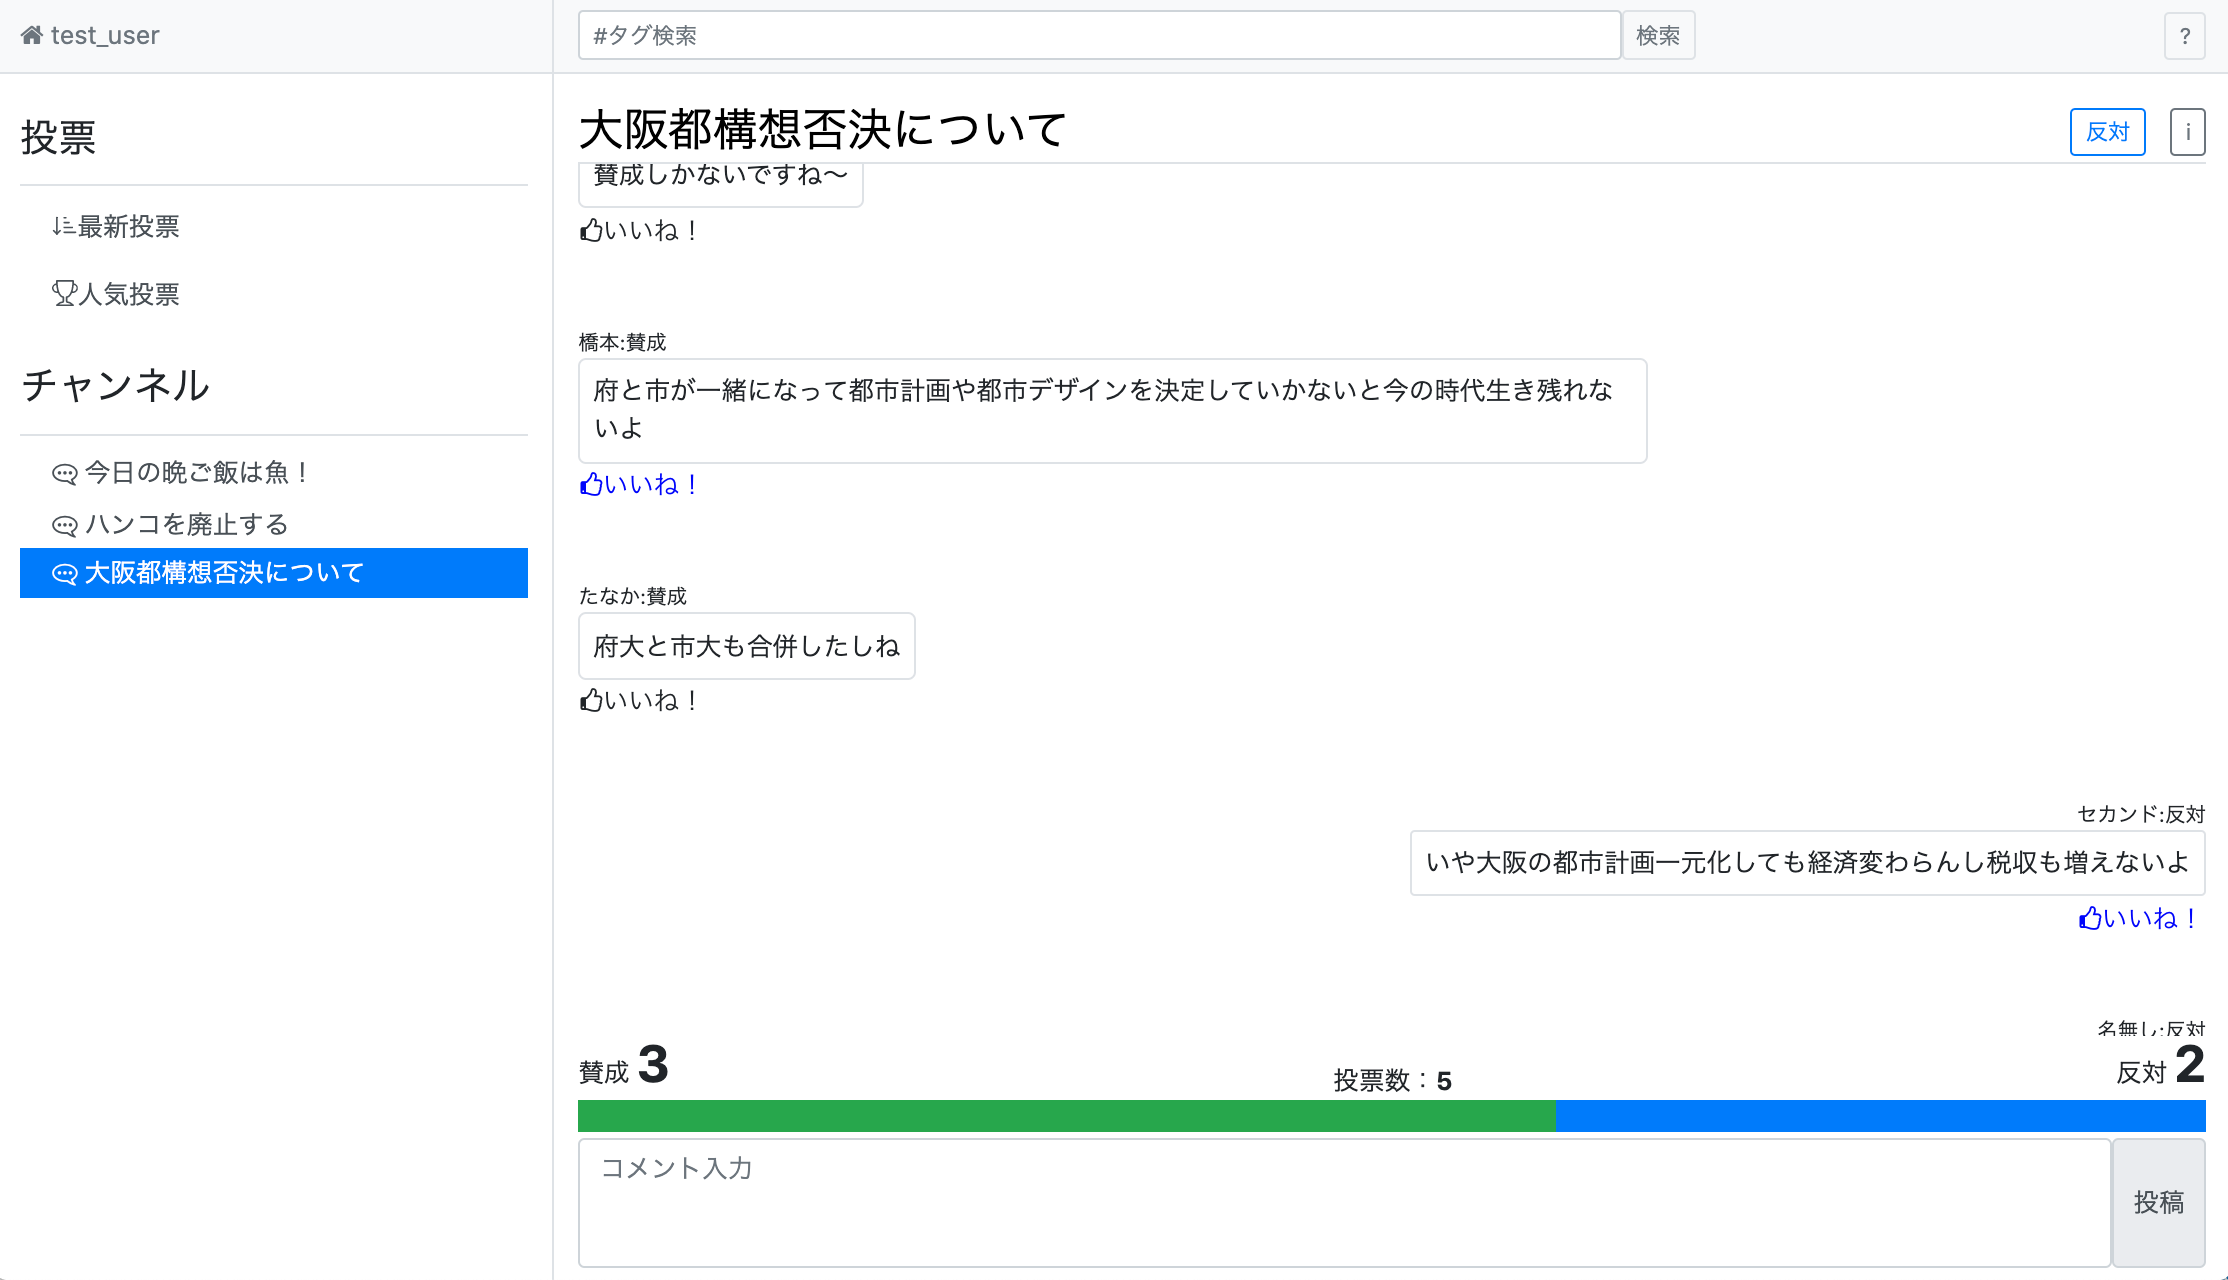 test_user
#タグ検索
検索
?
投票
最新投票
人気投票
チャンネル
今日の晩ご飯は魚！
ハンコを廃止する
大阪都構想否決について
大阪都構想否決について
反対
i
賛成しかないですね〜
いいね！
橋本:賛成
府と市が一緒になって都市計画や都市デザインを決定していかないと今の時代生き残れな
いよ
いいね！
たなか:賛成
府大と市大も合併したしね
いいね！
セカンド:反対
いや大阪の都市計画一元化しても経済変わらんし税収も増えないよ
いいね！
名無し:反対
賛成 3
投票数：5
反対 2
コメント入力
投稿